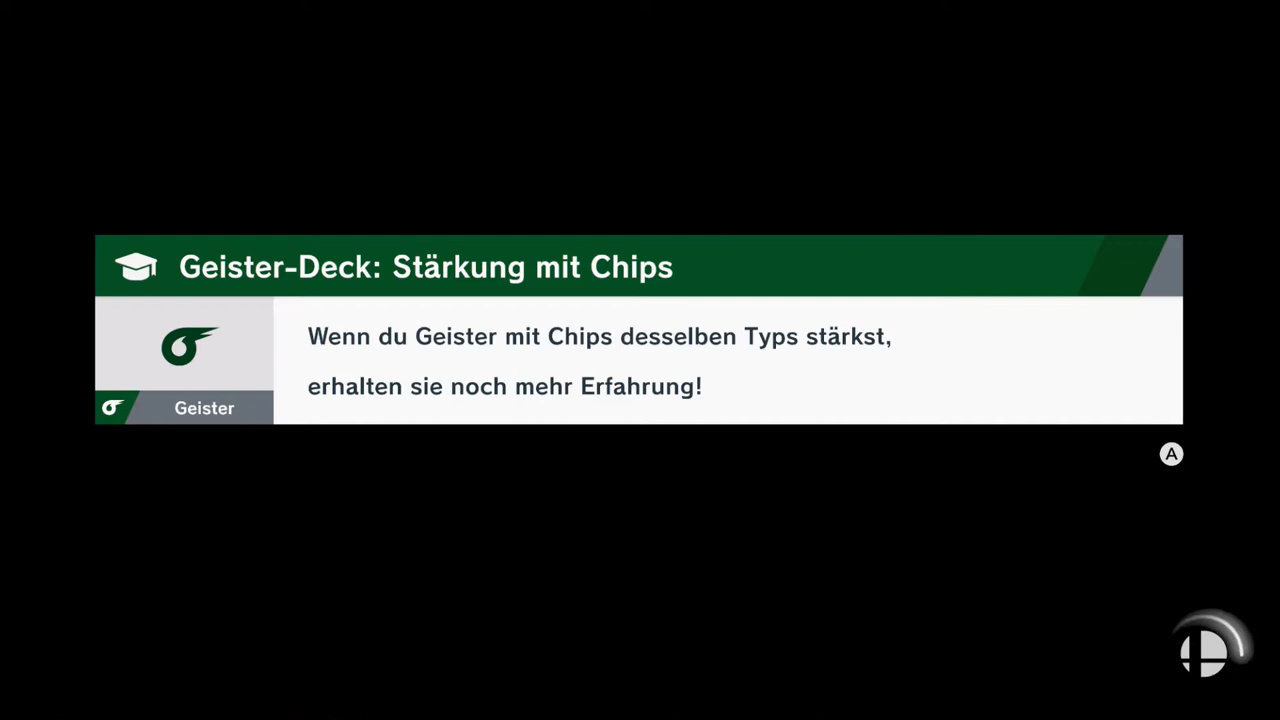 Geister-Deck: Stärkung mit Chips
Wenn du Geister mit Chips desselben Typs stärkst,
erhalten sie noch mehr Erfahrung!
Geister
A